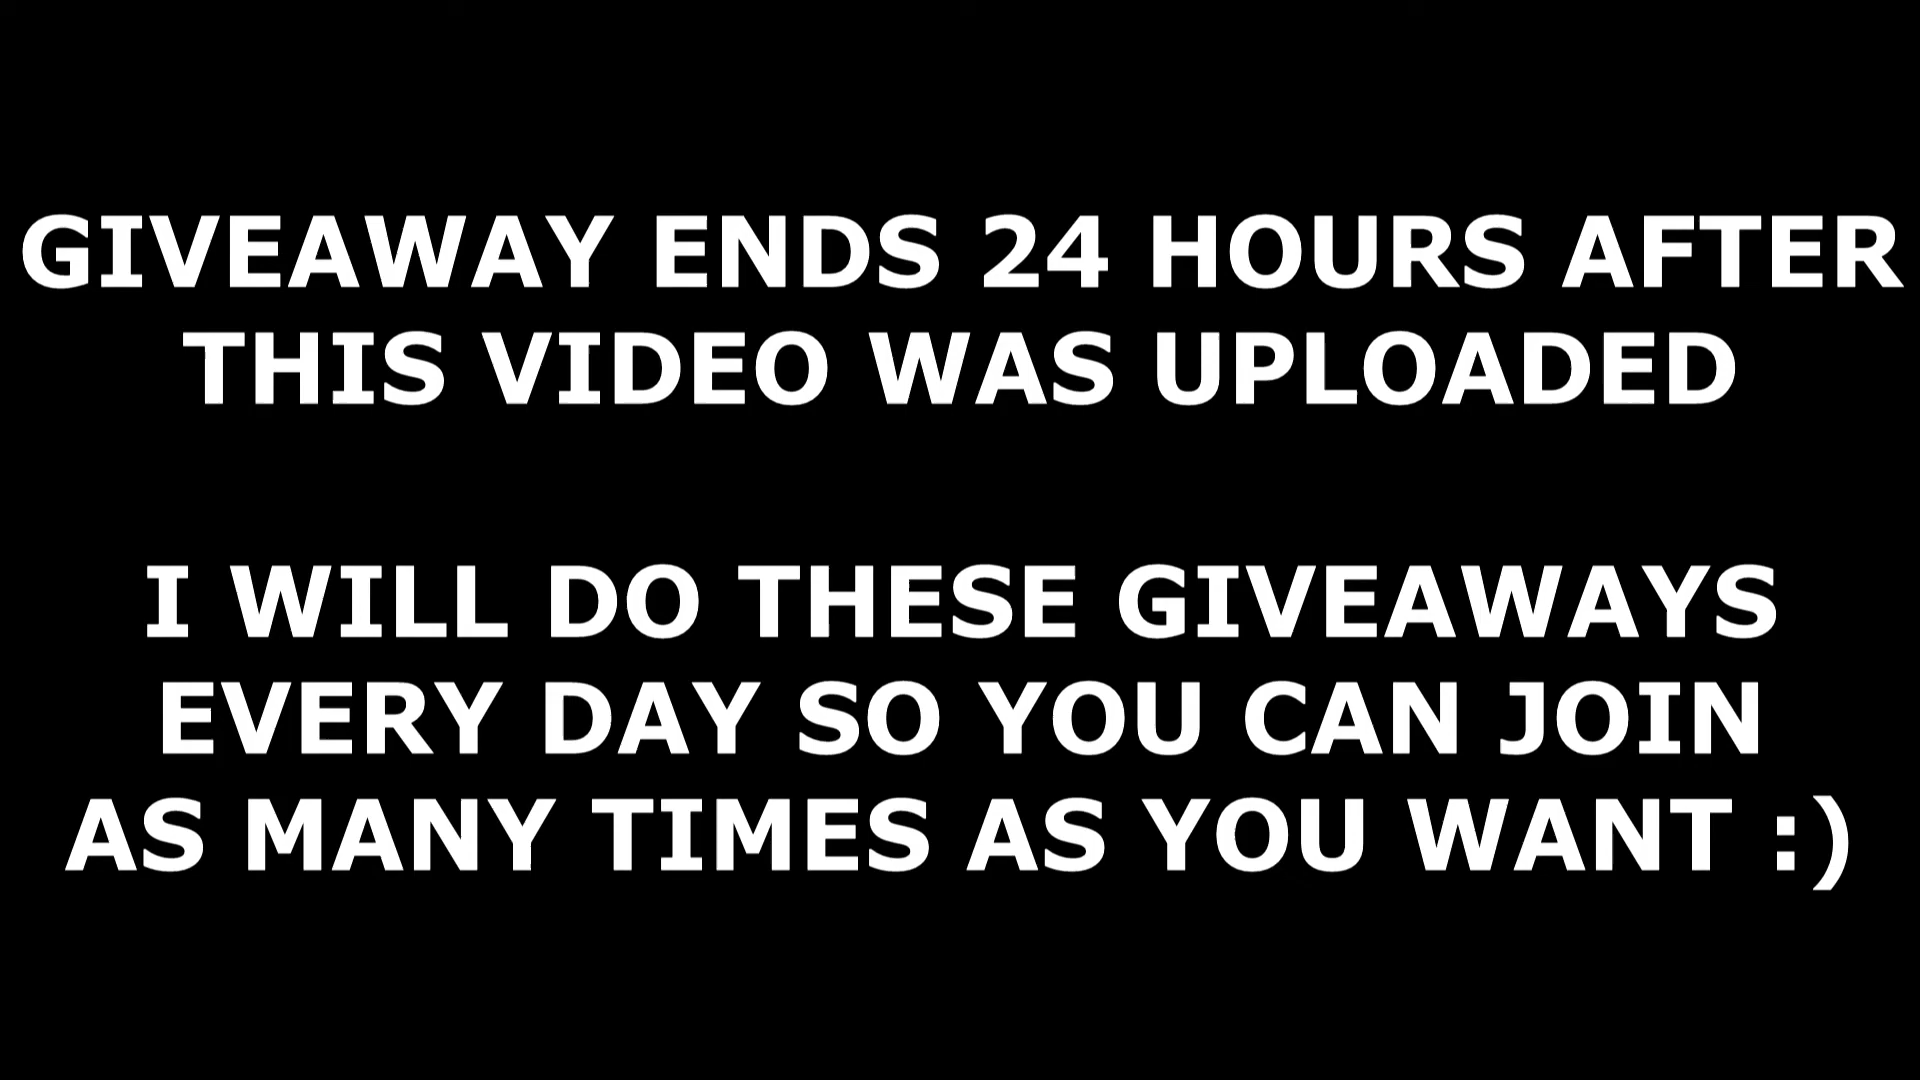 GIVEAWAY ENDS 24 HOURS AFTER
THIS VIDEO WAS UPLOADED
I WILL DO THESE GIVEAWAYS
EVERY DAY SO YOU CAN JOIN
AS MANY TIMES AS YOU WANT :)